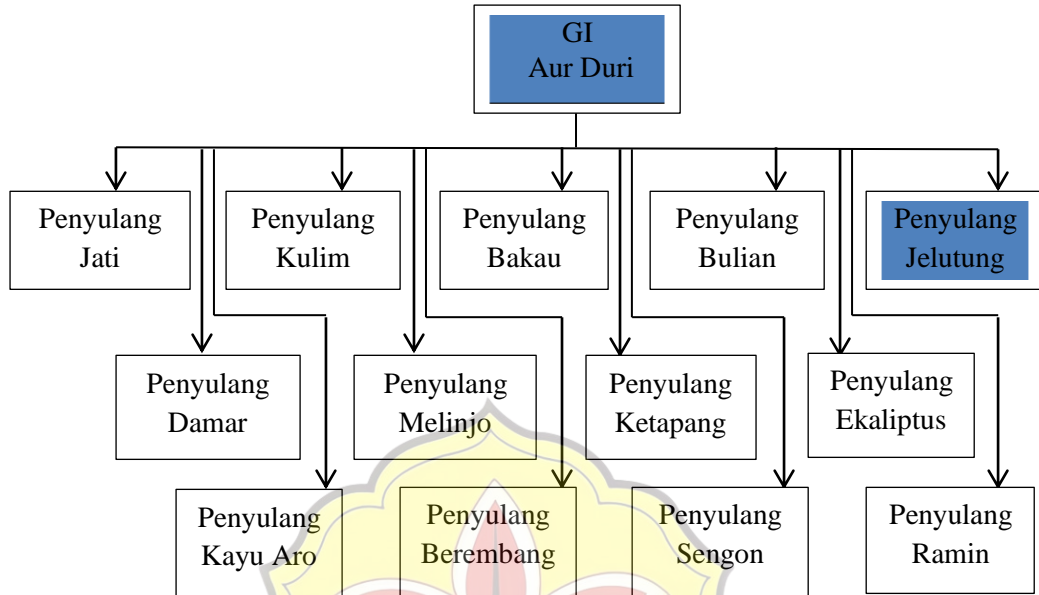 GI
Aur Duri
Penyulang
Jati
Penyulang
Kulim
Penyulang
Bakau
Penyulang
Bulian
Penyulang
Jelutung
Penyulang
Damar
Penyulang
Melinjo
Penyulang
Ketapang
Penyulang
Ekaliptus
Penyulang
Kayu Aro
Penyulang
Berembang
Penyulang
Sengon
Penyulang
Ramin